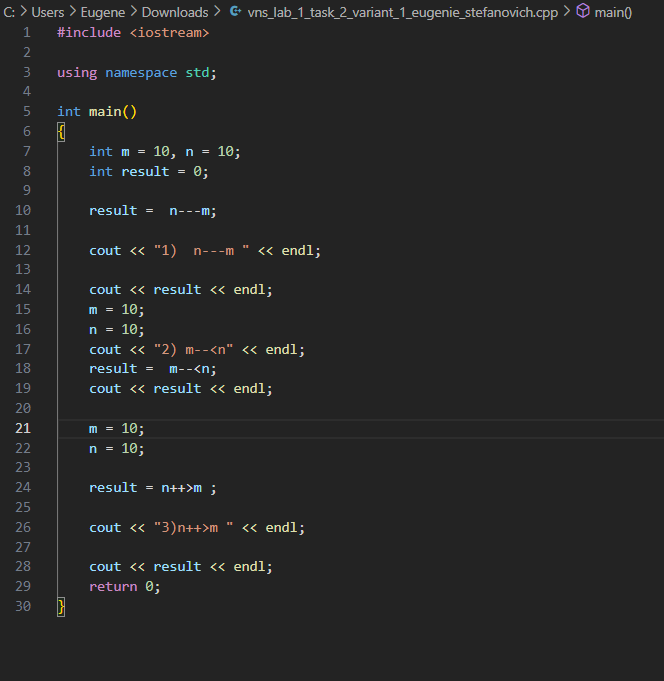 C: > Users > Eugene > Downloads > vns_lab_1_task_2_variant_1_eugenie_stefanovich.cpp > main()
1 #include <iostream>
2
3 using namespace std;
4
5 int main()
6 {
7 int m = 10, n = 10;
8 int result = 0;
9
10 result =  n---m;
11
12 cout << "1)  n---m " << endl;
13
14 cout << result << endl;
15 m = 10;
16 n = 10;
17 cout << "2) m--<n" << endl;
18 result =  m--<n;
19 cout << result << endl;
20
21 m = 10;
22 n = 10;
23
24 result = n++>m ;
25
26 cout << "3)n++>m " << endl;
27
28 cout << result << endl;
29 return 0;
30 }